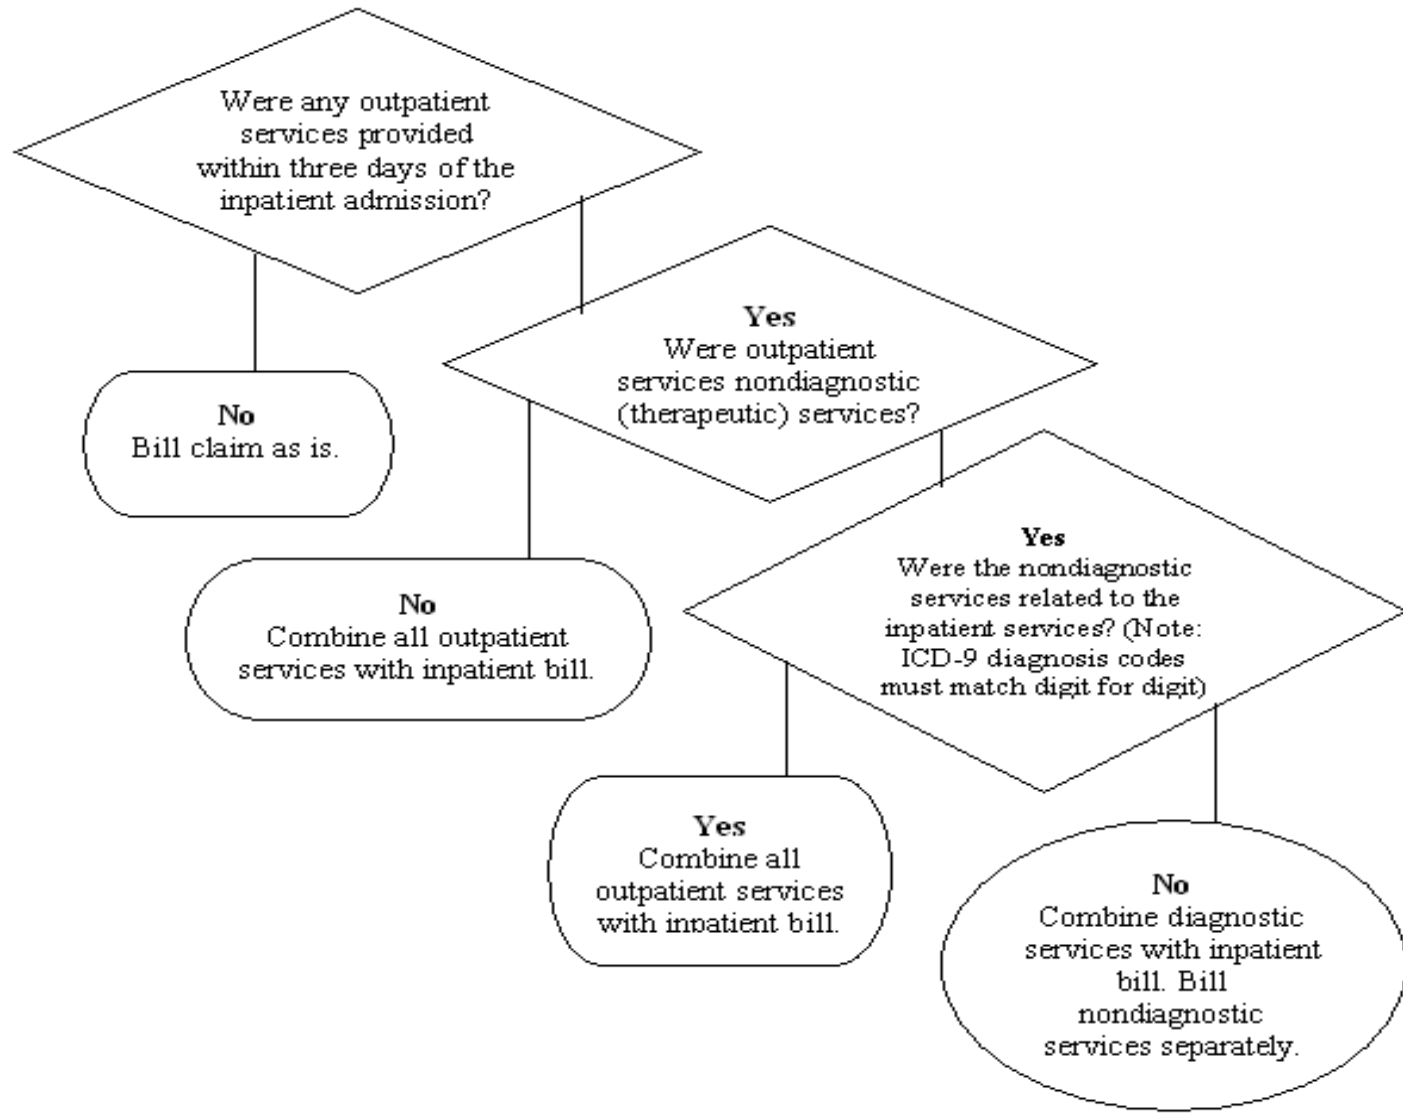 Were any outpatient
services provided
within three days of the
inpatient admission?
Yes
Were outpatient
services nondiagnostic
(therapeutic) services?
No
Bill claim as is.
Yes
Were the nondiagnostic
services related to the
inpatient services? (Note:
ICD-9 diagnosis codes
must match digit for digit)
No
Combine all outpatient
services with inpatient bill.
Yes
Combine all
outpatient services
with inpatient bill.
No
Combine diagnostic
services with inpatient
bill. Bill
nondiagnostic
services separately.